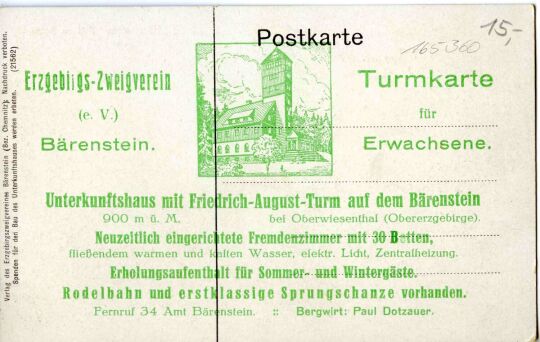 Postkarte
15,-
165360
Erzgebirgs-Zweigverein
(e. V.)
Bärenstein.
Turmkarte
für
Erwachsene.
Unterkunftshaus mit Friedrich-August-Turm auf dem Bärenstein
900 m ü. M. bei Oberwiesenthal (Obererzgebirge).
Neuzeitlich eingerichtete Fremdenzimmer mit 30 Betten,
fließendem warmen und kalten Wasser, elektr. Licht, Zentralheizung.
Erholungsaufenthalt für Sommer- und Wintergäste.
Rodelbahn und erstklassige Sprungschanze vorhanden.
Fernruf 34 Amt Bärenstein. :: Bergwirt: Paul Dotzauer.
Verlag des Erzgebirgszweigvereines Bärenstein (Bez. Chemnitz); Nachdruck verboten.
Spenden für den Bau des Unterkunftshauses werden erbeten. (21562)